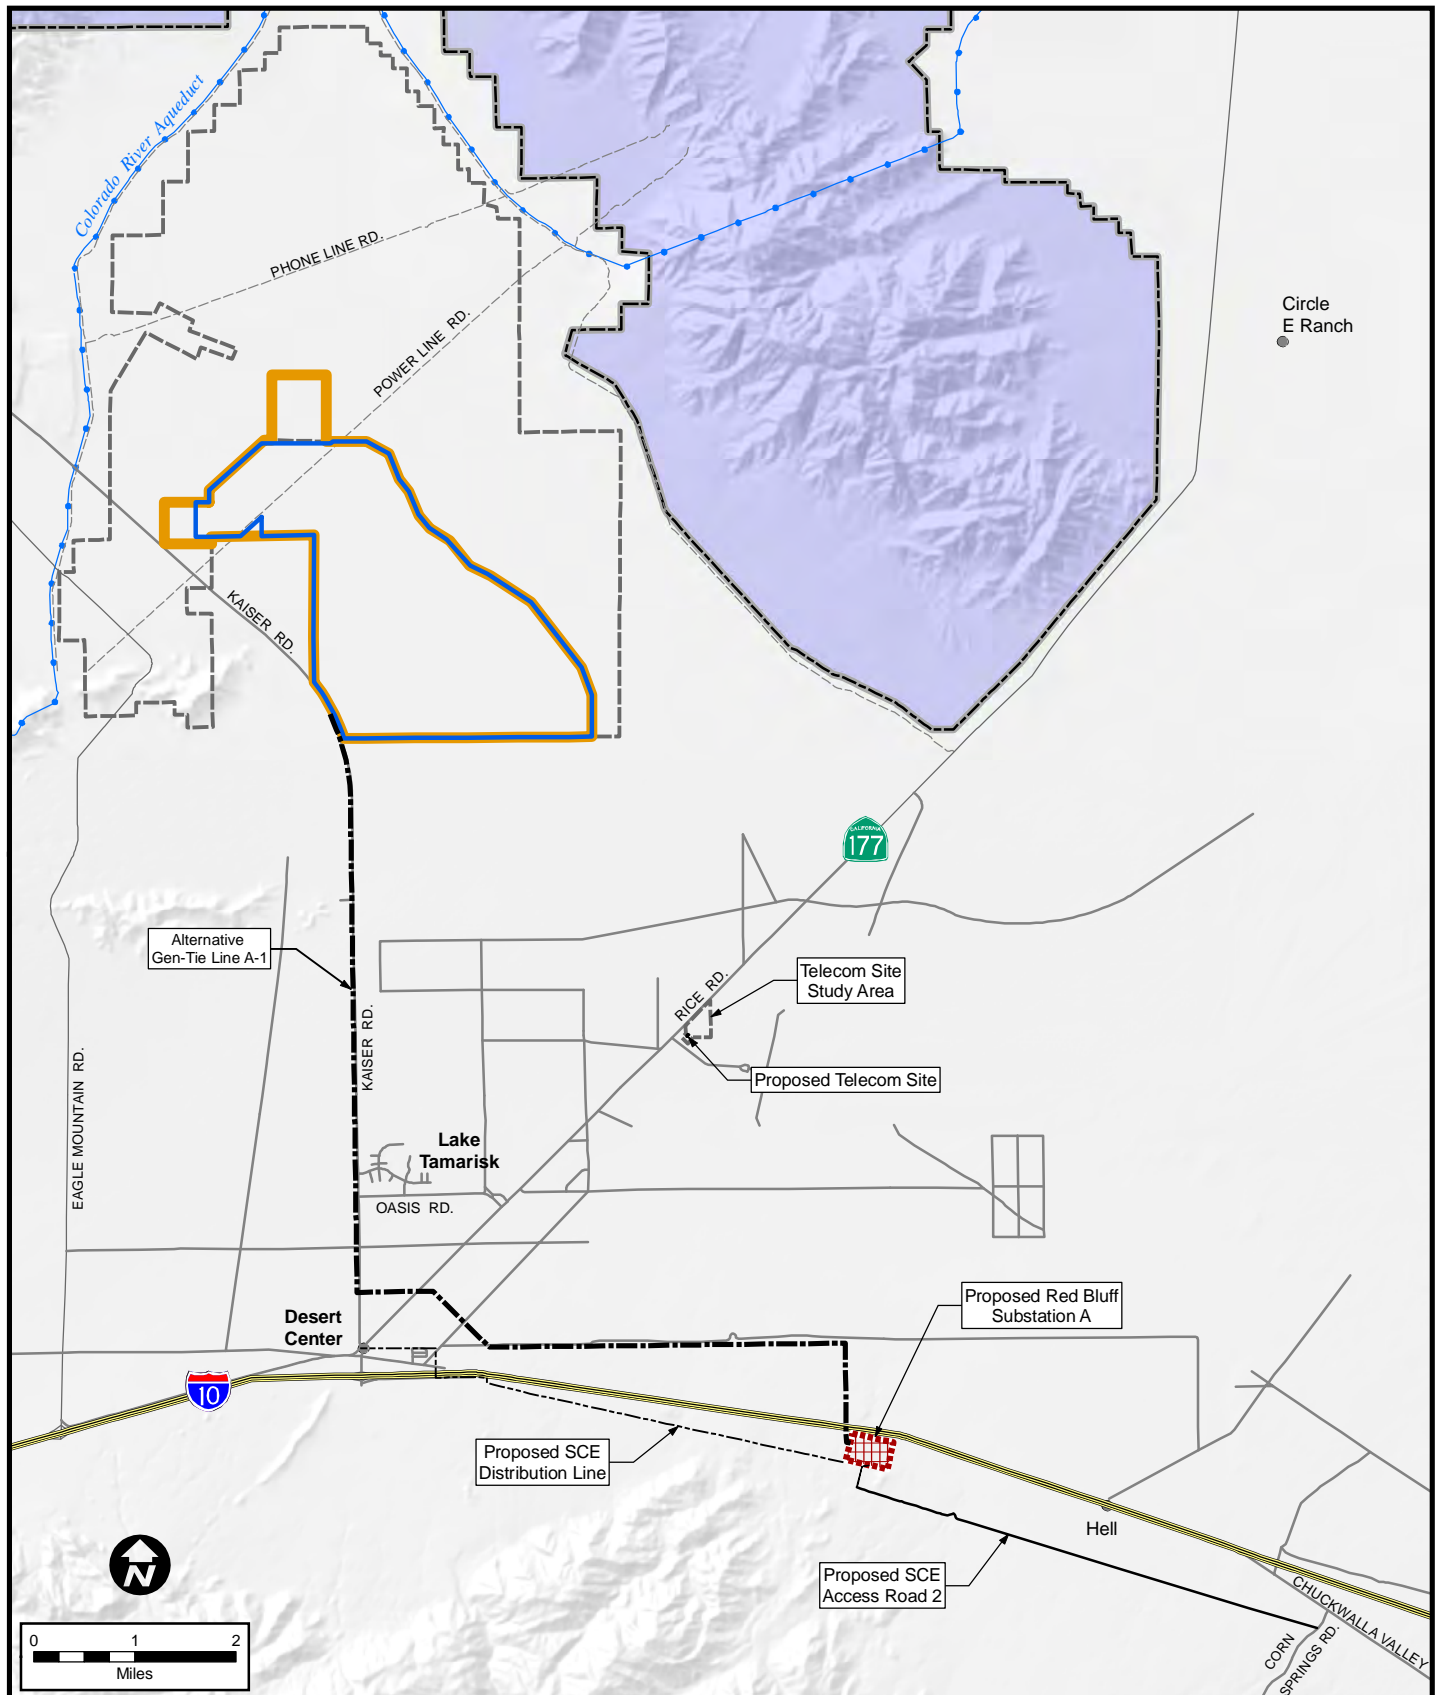 Colorado River Aqueduct
PHONE LINE RD.
POWER LINE RD.
Circle
E Ranch
KAISER RD.
CALIFORNIA
177
Alternative
Gen-Tie Line A-1
Telecom Site
Study Area
RICE RD.
KAISER RD.
Proposed Telecom Site
EAGLE MOUNTAIN RD.
Lake
Tamarisk
OASIS RD.
Desert
Center
Proposed Red Bluff
Substation A
10
Proposed SCE
Distribution Line
Hell
Proposed SCE
Access Road 2
CHUCKWALLA VALLEY
CORN
SPRINGS RD.
N
0 1 2
Miles